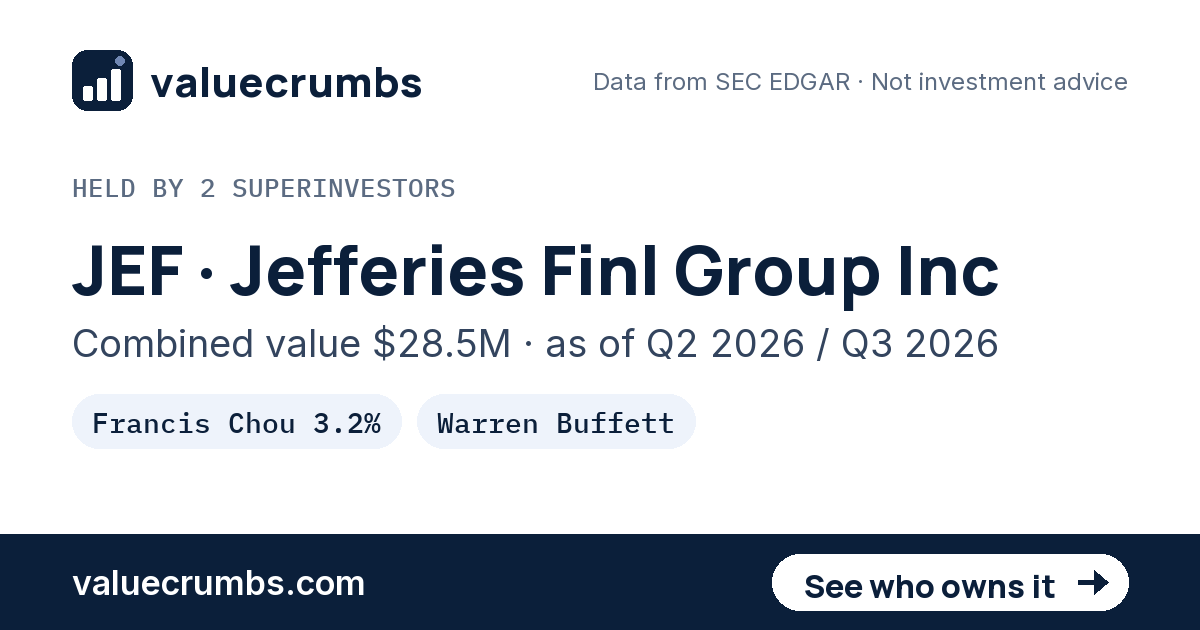 valuecrumbs
Data from SEC EDGAR · Not investment advice
HELD BY 2 SUPERINVESTORS
JEF · Jefferies Finl Group Inc
Combined value $28.5M · as of Q2 2026 / Q3 2026
Francis Chou 3.2%
Warren Buffett
valuecrumbs.com
See who owns it →